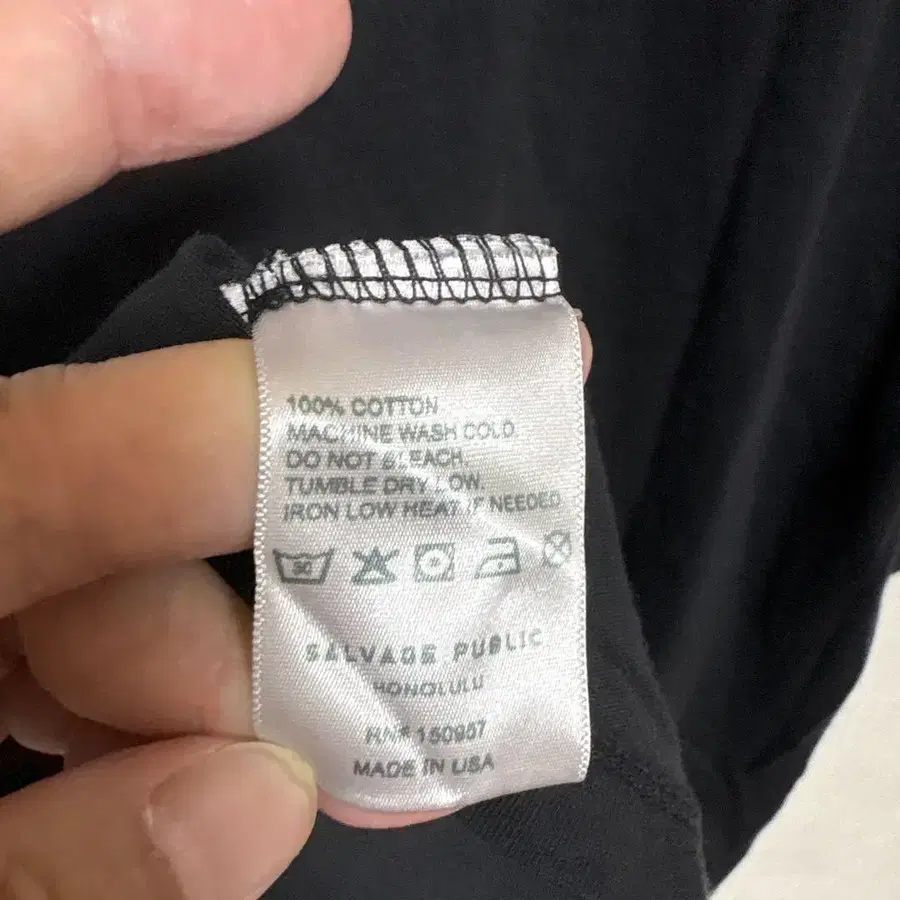 100% COTTON
MACHINE WASH COLD
DO NOT BLEACH.
TUMBLE DRY LOW.
IRON LOW HEAT IF NEEDED
30
SALVAGE PUBLIC
HONOLULU
RN# 150957
MADE IN USA